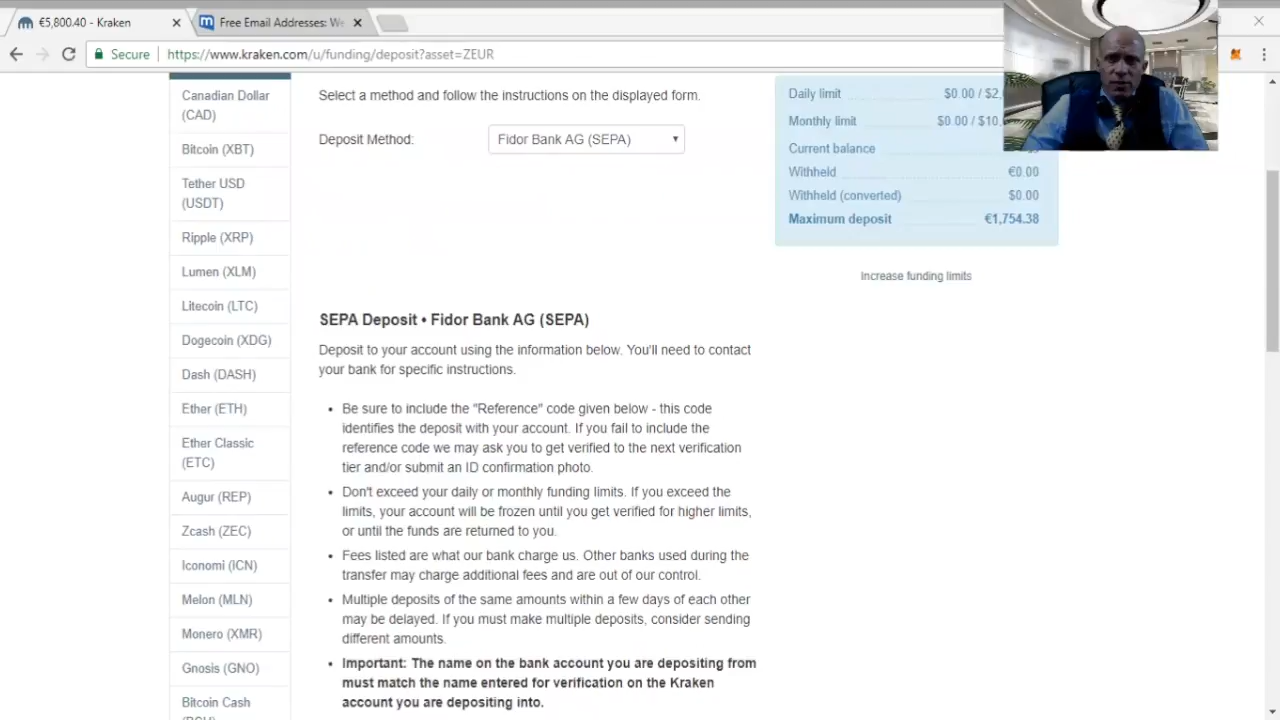 €5,800.40 - Kraken
Free Email Addresses: We
Secure
https://www.kraken.com/u/funding/deposit?asset=ZEUR
Canadian Dollar
(CAD)
Bitcoin (XBT)
Tether USD
(USDT)
Ripple (XRP)
Lumen (XLM)
Litecoin (LTC)
Dogecoin (XDG)
Dash (DASH)
Ether (ETH)
Ether Classic
(ETC)
Augur (REP)
Zcash (ZEC)
Iconomi (ICN)
Melon (MLN)
Monero (XMR)
Gnosis (GNO)
Bitcoin Cash
Select a method and follow the instructions on the displayed form.
Deposit Method:
Fidor Bank AG (SEPA)
SEPA Deposit • Fidor Bank AG (SEPA)
Deposit to your account using the information below. You'll need to contact
your bank for specific instructions.
• Be sure to include the "Reference" code given below - this code
identifies the deposit with your account. If you fail to include the
reference code we may ask you to get verified to the next verification
tier and/or submit an ID confirmation photo.
• Don't exceed your daily or monthly funding limits. If you exceed the
limits, your account will be frozen until you get verified for higher limits,
or until the funds are returned to you.
• Fees listed are what our bank charge us. Other banks used during the
transfer may charge additional fees and are out of our control.
• Multiple deposits of the same amounts within a few days of each other
may be delayed. If you must make multiple deposits, consider sending
different amounts.
• Important: The name on the bank account you are depositing from
must match the name entered for verification on the Kraken
account you are depositing into.
Daily limit $0.00 / $2,
Monthly limit $0.00 / $10,
Current balance
Withheld €0.00
Withheld (converted) $0.00
Maximum deposit €1,754.38
Increase funding limits